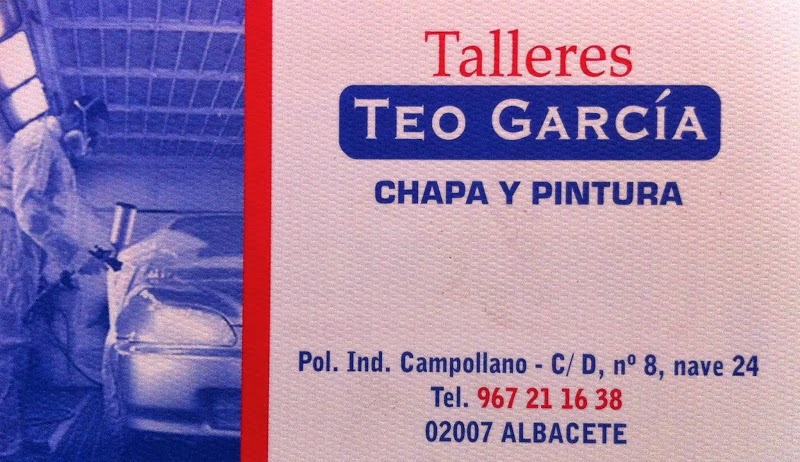 Talleres
TEO GARCÍA
CHAPA Y PINTURA
Pol. Ind. Campollano - C/ D, nº 8, nave 24
Tel. 967 21 16 38
02007 ALBACETE